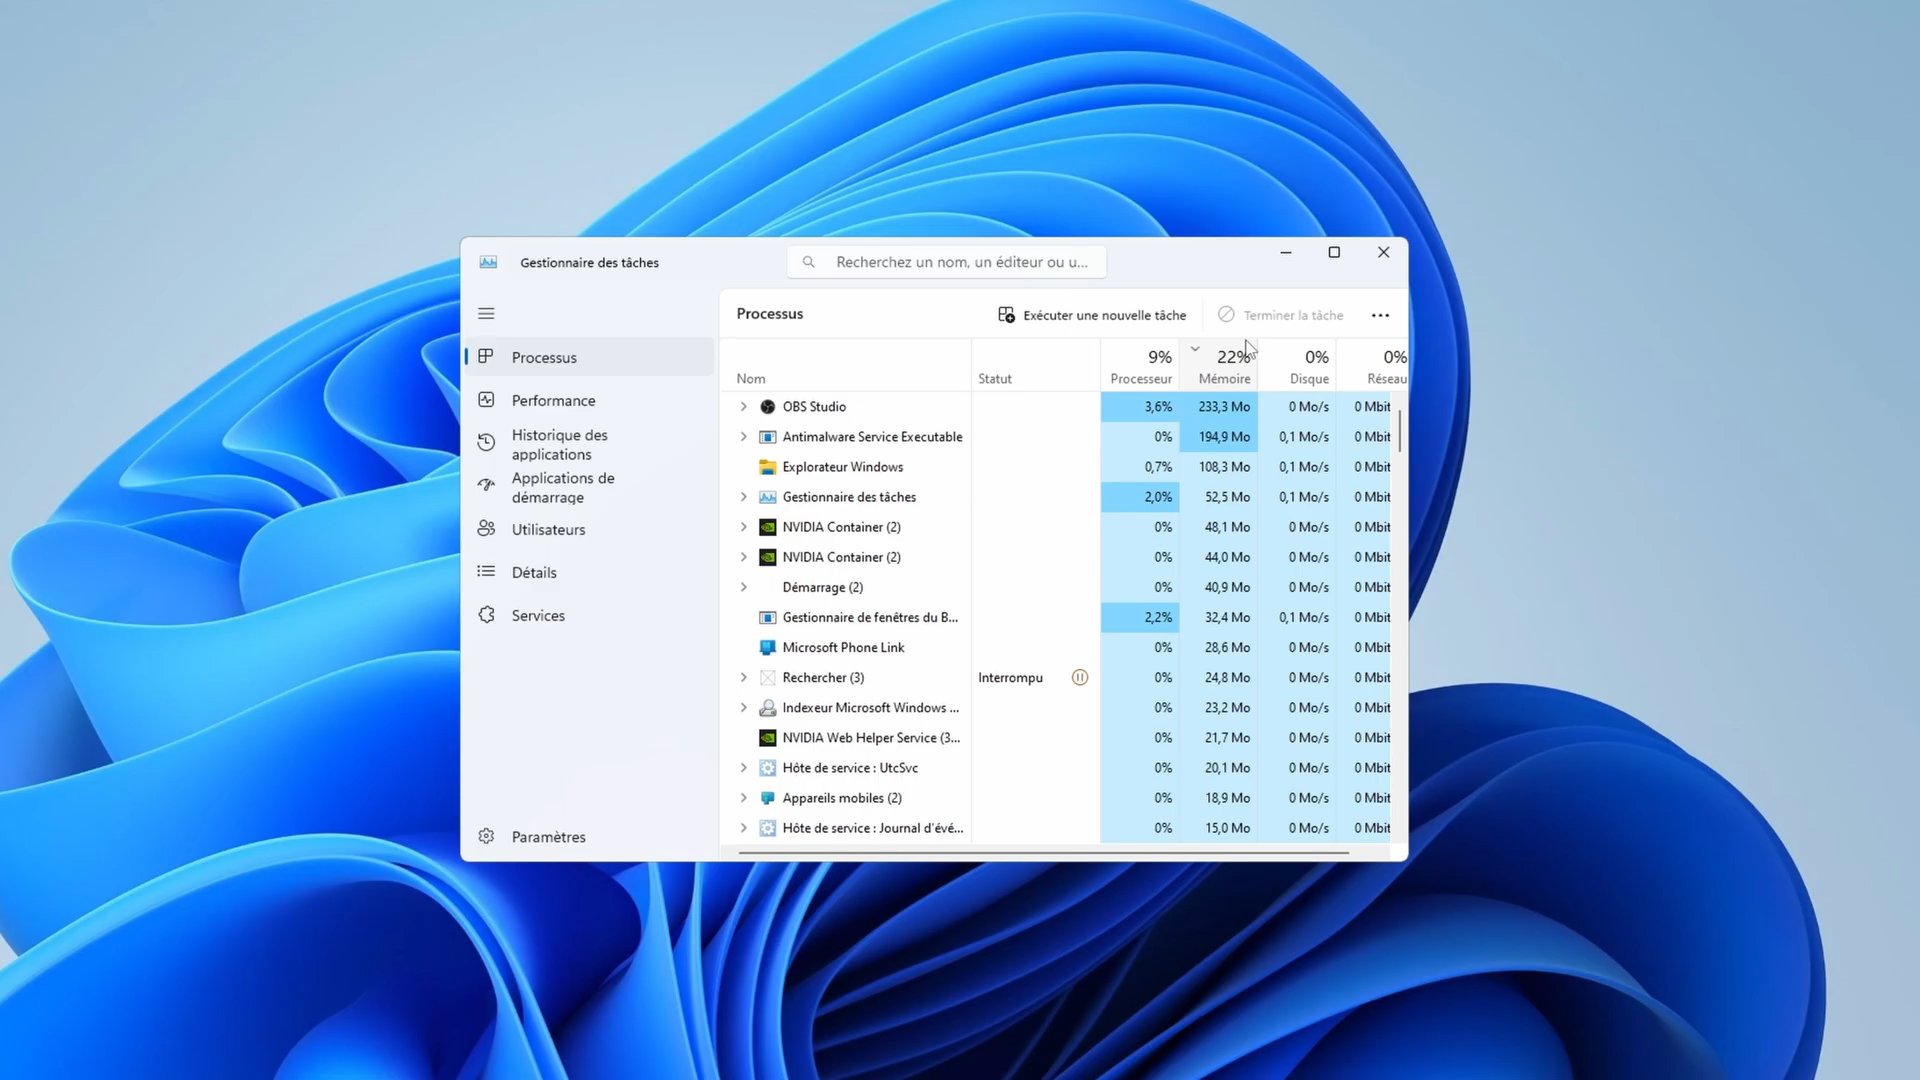 Gestionnaire des tâches
Recherchez un nom, un éditeur ou u...
Processus
Exécuter une nouvelle tâche
Terminer la tâche
Processus
Performance
Historique des
applications
Applications de
démarrage
Utilisateurs
Détails
Services
Paramètres
9% 22% 0% 0%
Nom Statut Processeur Mémoire Disque Réseau
OBS Studio 3,6% 233,3 Mo 0 Mo/s 0 Mbit
Antimalware Service Executable 0% 194,9 Mo 0,1 Mo/s 0 Mbit
Explorateur Windows 0,7% 108,3 Mo 0,1 Mo/s 0 Mbit
Gestionnaire des tâches 2,0% 52,5 Mo 0,1 Mo/s 0 Mbit
NVIDIA Container (2) 0% 48,1 Mo 0 Mo/s 0 Mbit
NVIDIA Container (2) 0% 44,0 Mo 0 Mo/s 0 Mbit
Démarrage (2) 0% 40,9 Mo 0 Mo/s 0 Mbit
Gestionnaire de fenêtres du B... 2,2% 32,4 Mo 0,1 Mo/s 0 Mbit
Microsoft Phone Link 0% 28,6 Mo 0 Mo/s 0 Mbit
Rechercher (3) Interrompu 0% 24,8 Mo 0 Mo/s 0 Mbit
Indexeur Microsoft Windows ... 0% 23,2 Mo 0 Mo/s 0 Mbit
NVIDIA Web Helper Service (3... 0% 21,7 Mo 0 Mo/s 0 Mbit
Hôte de service : UtcSvc 0% 20,1 Mo 0 Mo/s 0 Mbit
Appareils mobiles (2) 0% 18,9 Mo 0 Mo/s 0 Mbit
Hôte de service : Journal d'évé... 0% 15,0 Mo 0 Mo/s 0 Mbit